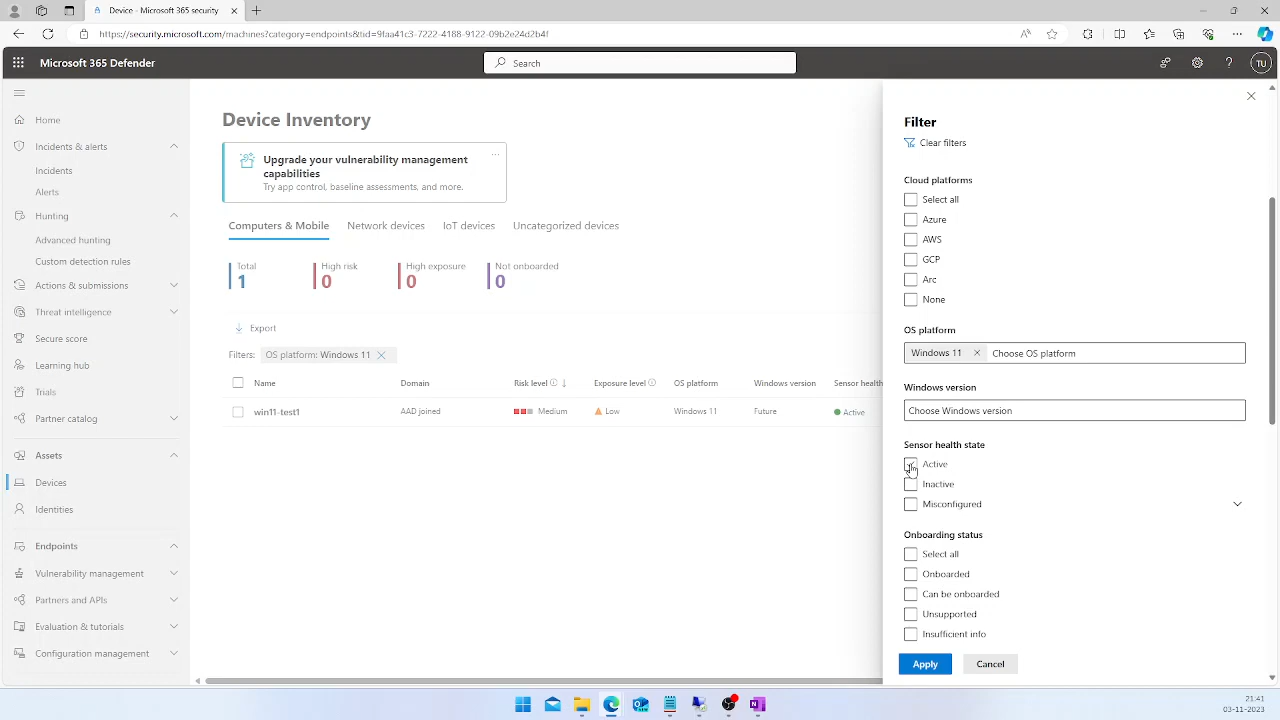 Device - Microsoft 365 security
https://security.microsoft.com/machines?category=endpoints&tid=9faa41c3-7372-4188-9122-09b2e24d2b4f
Microsoft 365 Defender
Search
TU
Home
Incidents & alerts
Incidents
Alerts
Hunting
Advanced hunting
Custom detection rules
Actions & submissions
Threat intelligence
Secure score
Learning hub
Trials
Partner catalog
Assets
Devices
Identities
Endpoints
Vulnerability management
Partners and APIs
Evaluation & tutorials
Configuration management
Device Inventory
Upgrade your vulnerability management
capabilities
Try app control, baseline assessments, and more.
Computers & Mobile Network devices IoT devices Uncategorized devices
Total High risk High exposure Not onboarded
1 0 0 0
Export
Filters: OS platform: Windows 11
Name Domain Risk level Exposure level OS platform Windows version Sensor health
win11-test1 AAD joined Medium Low Windows 11 Future Active
Filter
Clear filters
Cloud platforms
Select all
Azure
AWS
GCP
Arc
None
OS platform
Windows 11 Choose OS platform
Windows version
Choose Windows version
Sensor health state
Active
Inactive
Misconfigured
Onboarding status
Select all
Onboarded
Can be onboarded
Unsupported
Insufficient info
Apply Cancel
21:41
03-11-2023